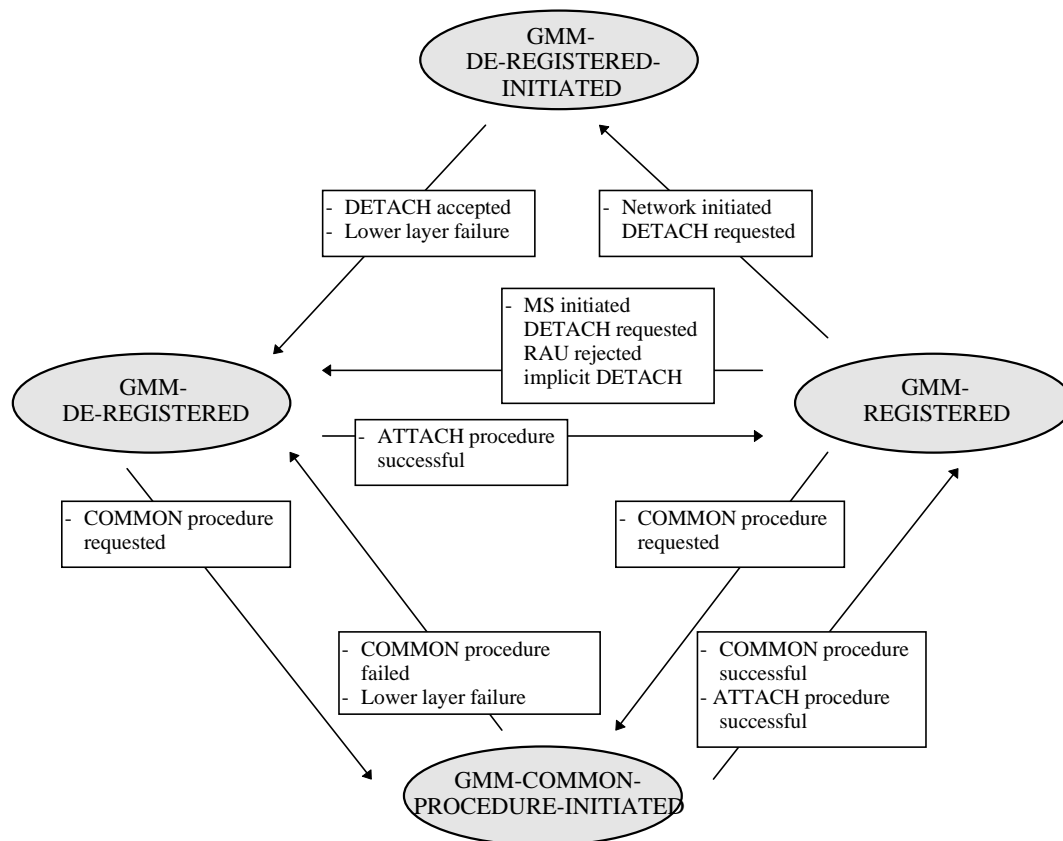 GMM-
DE-REGISTERED-
INITIATED
- DETACH accepted
- Lower layer failure
- Network initiated
DETACH requested
- MS initiated
DETACH requested
RAU rejected
implicit DETACH
GMM-
DE-REGISTERED
GMM-
REGISTERED
- ATTACH procedure
successful
- COMMON procedure
requested
- COMMON procedure
requested
- COMMON procedure
failed
- Lower layer failure
- COMMON procedure
successful
- ATTACH procedure
successful
GMM-COMMON-
PROCEDURE-INITIATED